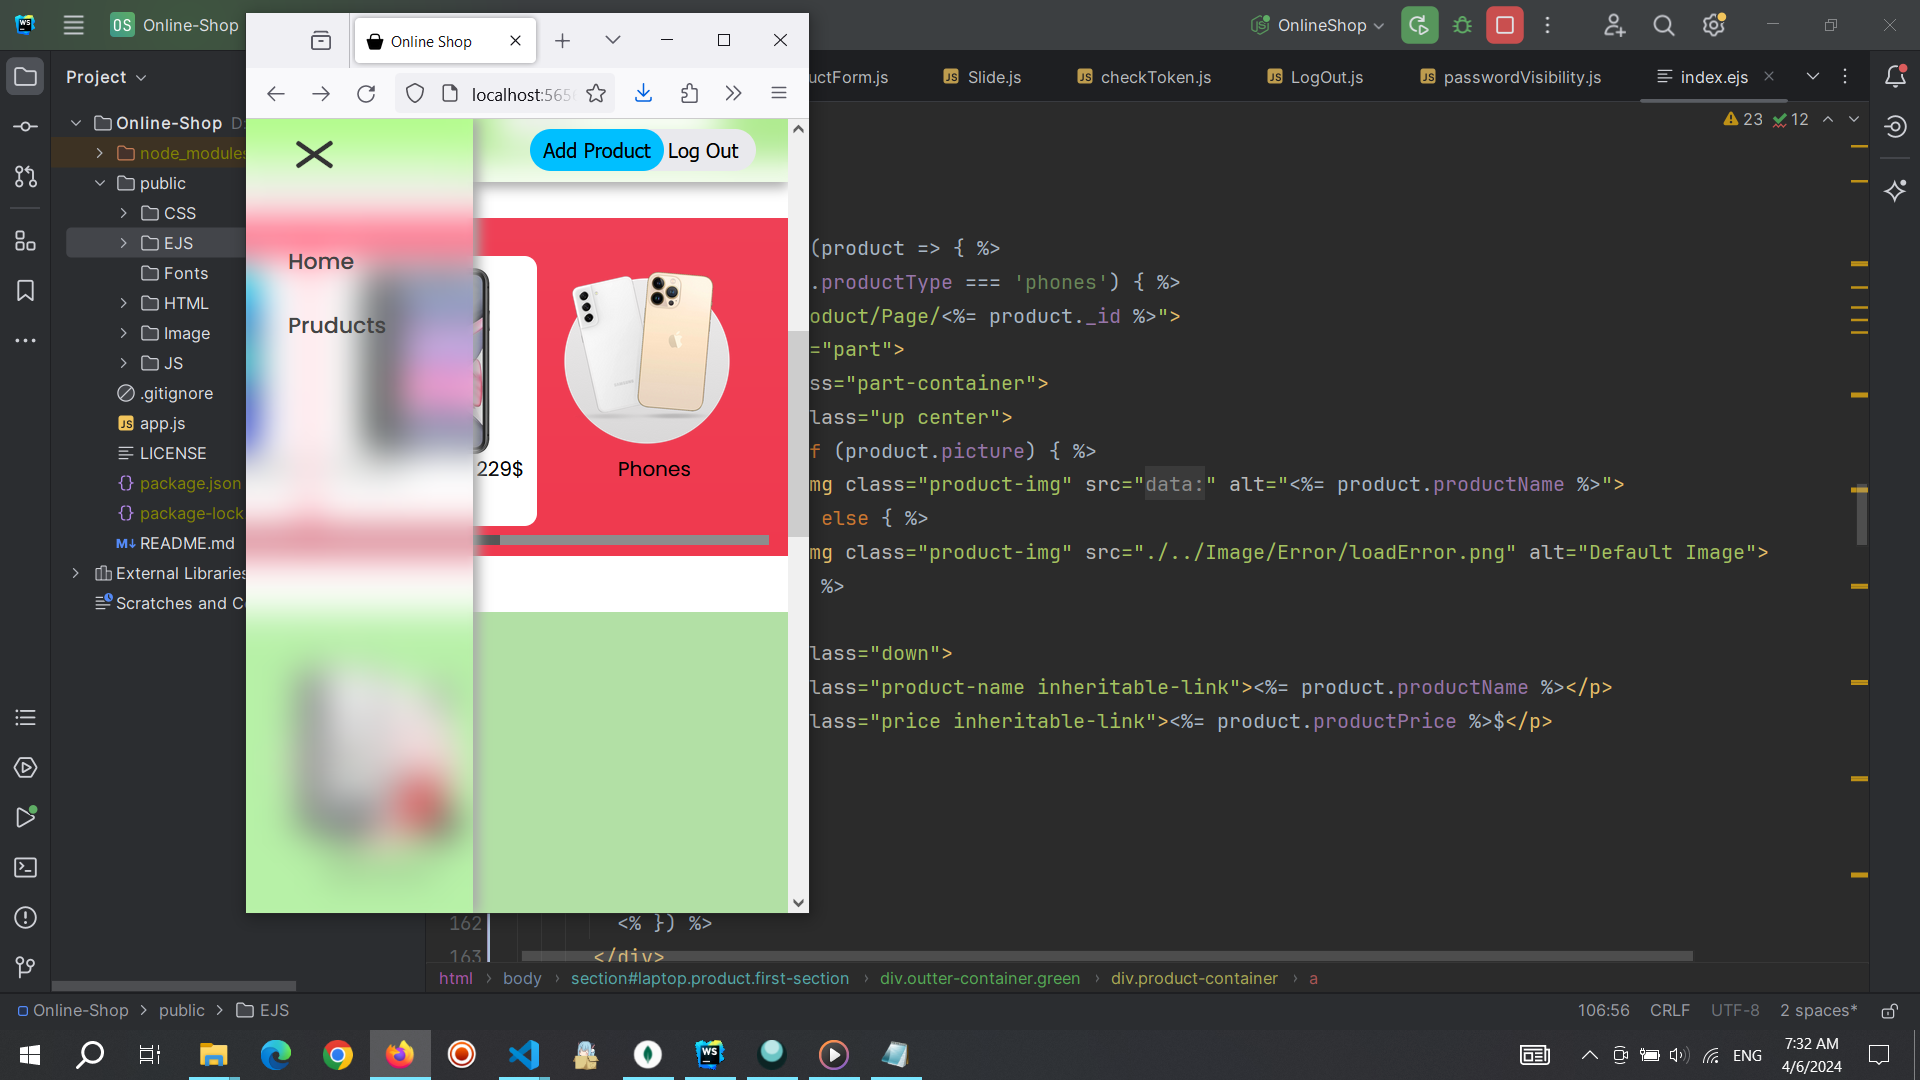 OS Online-Shop
OnlineShop
Online Shop
localhost:565
Project
uctForm.js
Slide.js
checkToken.js
LogOut.js
passwordVisibility.js
index.ejs
23
12
Online-Shop
node_modules
public
CSS
EJS
Fonts
HTML
Image
JS
.gitignore
app.js
LICENSE
package.json
package-lock
README.md
External Libraries
Scratches and C
Add Product
Log Out
Home
Pruducts
229$
Phones
(product => { %>
.productType === 'phones') { %>
oduct/Page/<%= product._id %>">
="part">
ss="part-container">
lass="up center">
f (product.picture) { %>
mg class="product-img" src="data:" alt="<%= product.productName %>">
else { %>
mg class="product-img" src="./../Image/Error/loadError.png" alt="Default Image">
%>
lass="down">
lass="product-name inheritable-link"><%= product.productName %></p>
lass="price inheritable-link"><%= product.productPrice %>$</p>
162 <% }) %>
163 </div>
html › body › section#laptop.product.first-section › div.outter-container.green › div.product-container › a
Online-Shop > public > EJS
106:56 CRLF UTF-8 2 spaces*
ENG
7:32 AM
4/6/2024